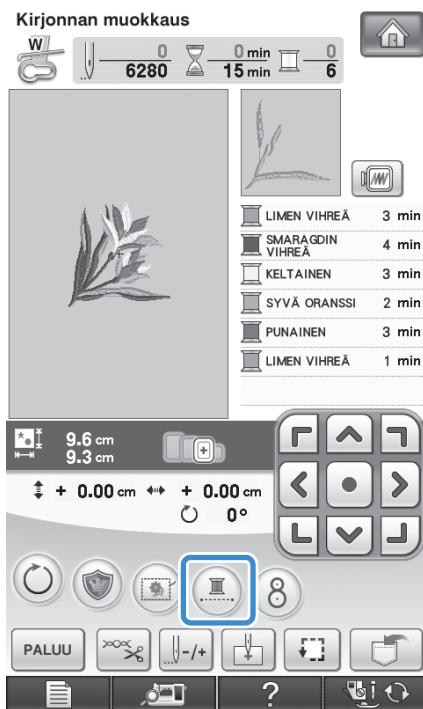 Kirjonnan muokkaus
W
0 0 min 0
6280 15 min 6
LIMEN VIHREÄ 3 min
SMARAGDIN
VIHREÄ 4 min
KELTAINEN 3 min
SYVÄ ORANSSI 2 min
PUNAINEN 3 min
LIMEN VIHREÄ 1 min
9.6 cm
9.3 cm
+ 0.00 cm + 0.00 cm
0°
PALUU -/+
?